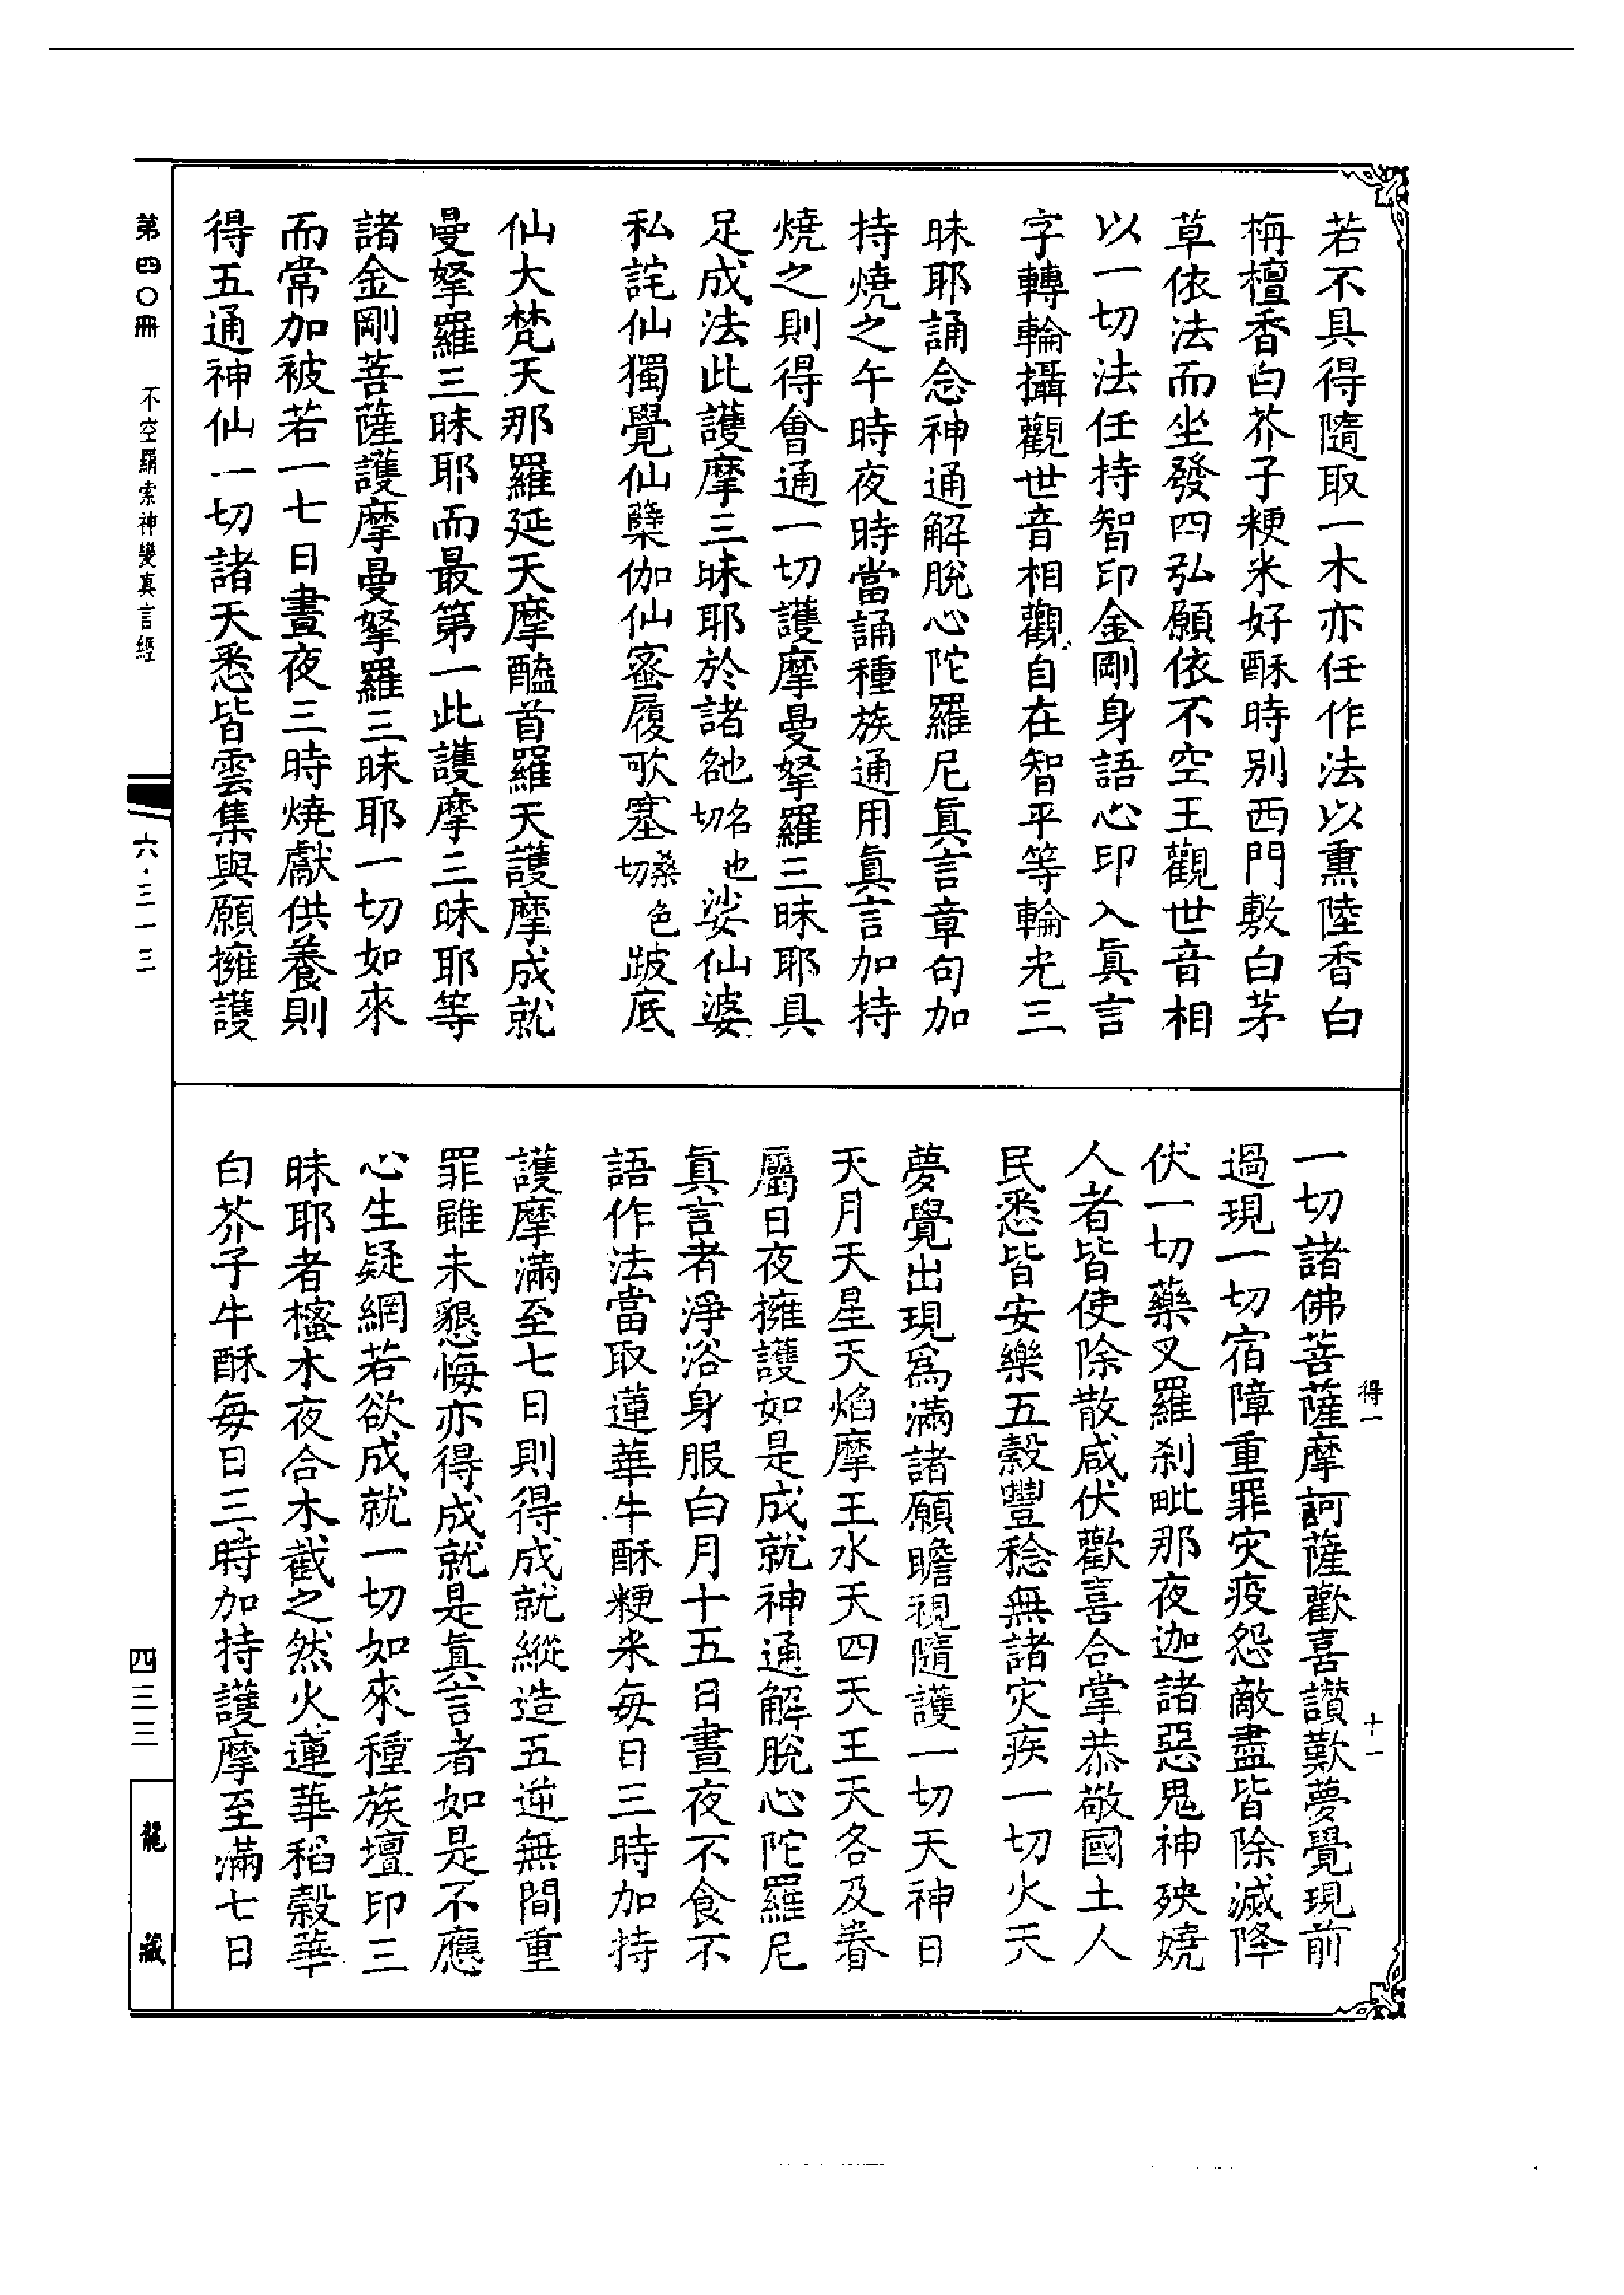 若不具得隨取一木亦任作法以熏陸香白
栴檀香白芥子粳米好酥時別西門敷白茅
草依法而坐發四弘願依不空王觀世音相
以一切法任持智印金剛身語心印入眞言
字轉輪攝觀世音相觀自在智平等輪光三
昧耶誦念神通解脫心陀羅尼眞言章句加
持燒之午時夜時當誦種族通用眞言加持
燒之則得會通一切護摩曼拏羅三昧耶具
足成法此護摩三昧耶於諸
名也切
娑仙婆
私詫仙獨覺仙櫱伽仙蜜履歌塞
桑色切
跛底
仙大梵天那羅延天摩醯首羅天護摩成就
曼拏羅三昧耶而最第一此護摩三昧耶等
諸金剛菩薩護摩曼拏羅三昧耶一切如來
而常加被若一七日晝夜三時燒獻供養則
得五通神仙一切諸天悉皆雲集與願擁護
一切諸佛菩薩摩訶薩歡喜讚歎夢覺現前
過現一切宿障重罪灾疫怨敵盡皆除滅降
伏一切藥叉羅刹毗那夜迦諸惡鬼神殃嬈
人者皆使除散咸伏歡喜合掌恭敬國土人
民悉皆安樂五穀豐稔無諸灾疾一切火天
夢覺出現爲滿諸願瞻視隨護一切天神日
天月天星天焰摩王水天四天王天各及眷
屬日夜擁護如是成就神通解脫心陀羅尼
眞言者淨浴身服白月十五日晝夜不食不
語作法當取蓮華牛酥粳米每日三時加持
護摩滿至七日則得成就縱造五逆無間重
罪雖未懇悔亦得成就是眞言者如是不應
心生疑網若欲成就一切如來種族壇印三
昧耶者櫁木夜合木截之然火蓮華稻穀華
白芥子牛酥每日三時加持護摩至滿七日
得一
十一
第四〇冊
不空羂索神變真言經
六·三一三
四三三
龍藏